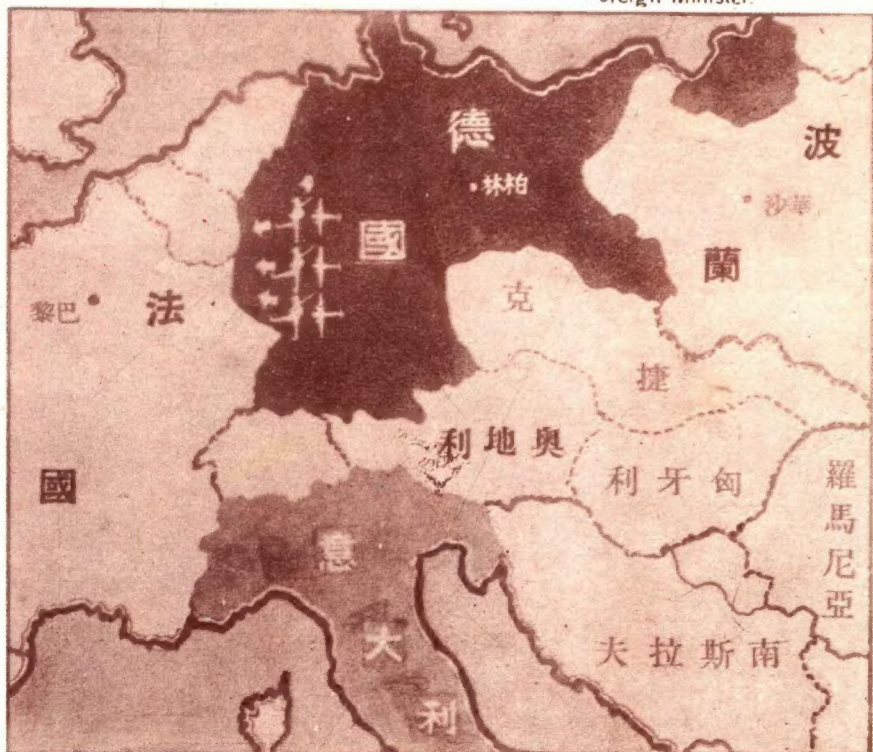 oreign Minister.
德國
柏林
波蘭
華沙
法國
巴黎
捷克
奧地利
匈牙利
羅馬尼亞
意大利
南斯拉夫